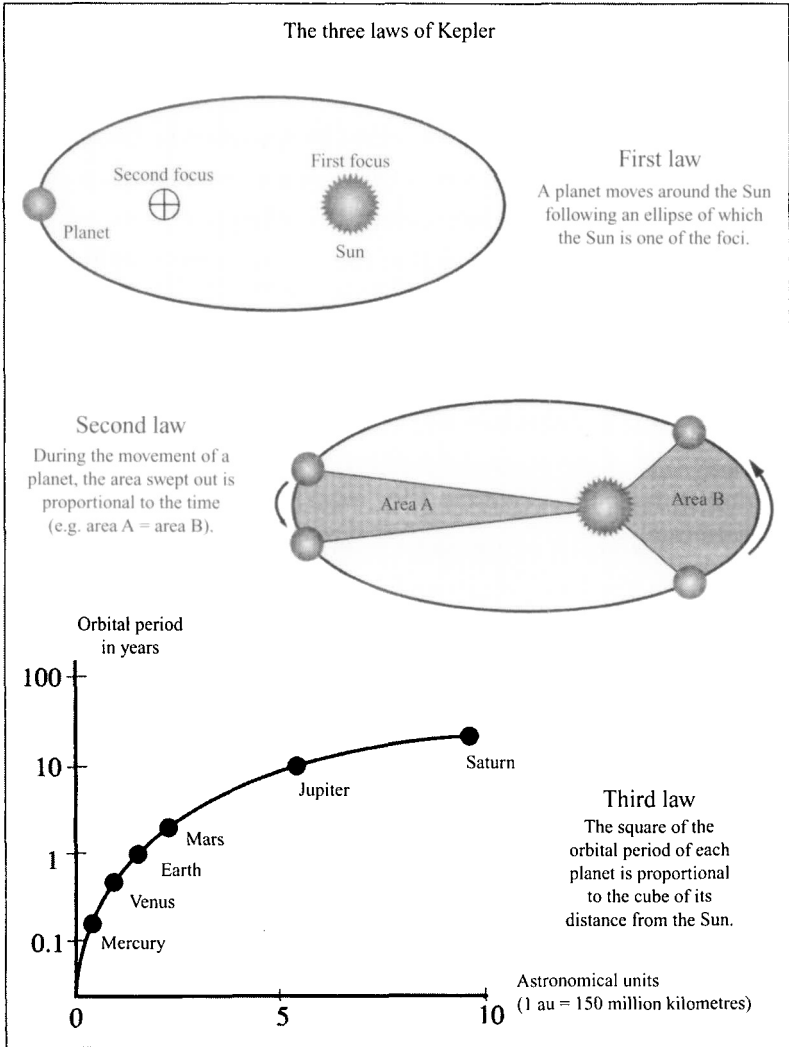 The three laws of Kepler
Second focus
First focus
Planet
Sun
First law
A planet moves around the Sun
following an ellipse of which
the Sun is one of the foci.
Second law
During the movement of a
planet, the area swept out is
proportional to the time
(e.g. area A = area B).
Area A
Area B
Orbital period
in years
100
10
1
0.1
Saturn
Jupiter
Mars
Earth
Venus
Mercury
Third law
The square of the
orbital period of each
planet is proportional
to the cube of its
distance from the Sun.
0
5
10
Astronomical units
(1 au = 150 million kilometres)